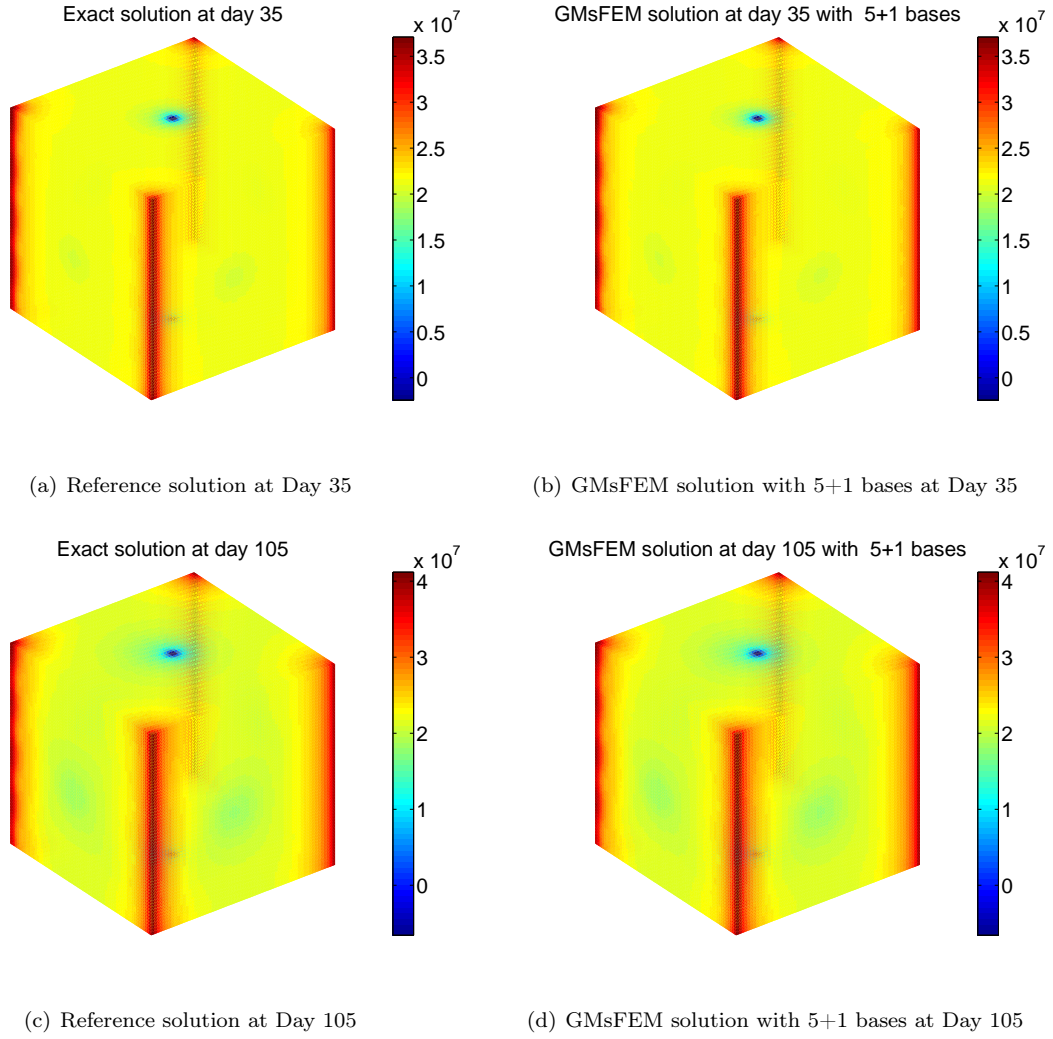 Exact solution at day 35
x 10^7
3.5
3
2.5
2
1.5
1
0.5
0
(a) Reference solution at Day 35
GMsFEM solution at day 35 with 5+1 bases
x 10^7
3.5
3
2.5
2
1.5
1
0.5
0
(b) GMsFEM solution with 5+1 bases at Day 35
Exact solution at day 105
x 10^7
4
3
2
1
0
(c) Reference solution at Day 105
GMsFEM solution at day 105 with 5+1 bases
x 10^7
4
3
2
1
0
(d) GMsFEM solution with 5+1 bases at Day 105